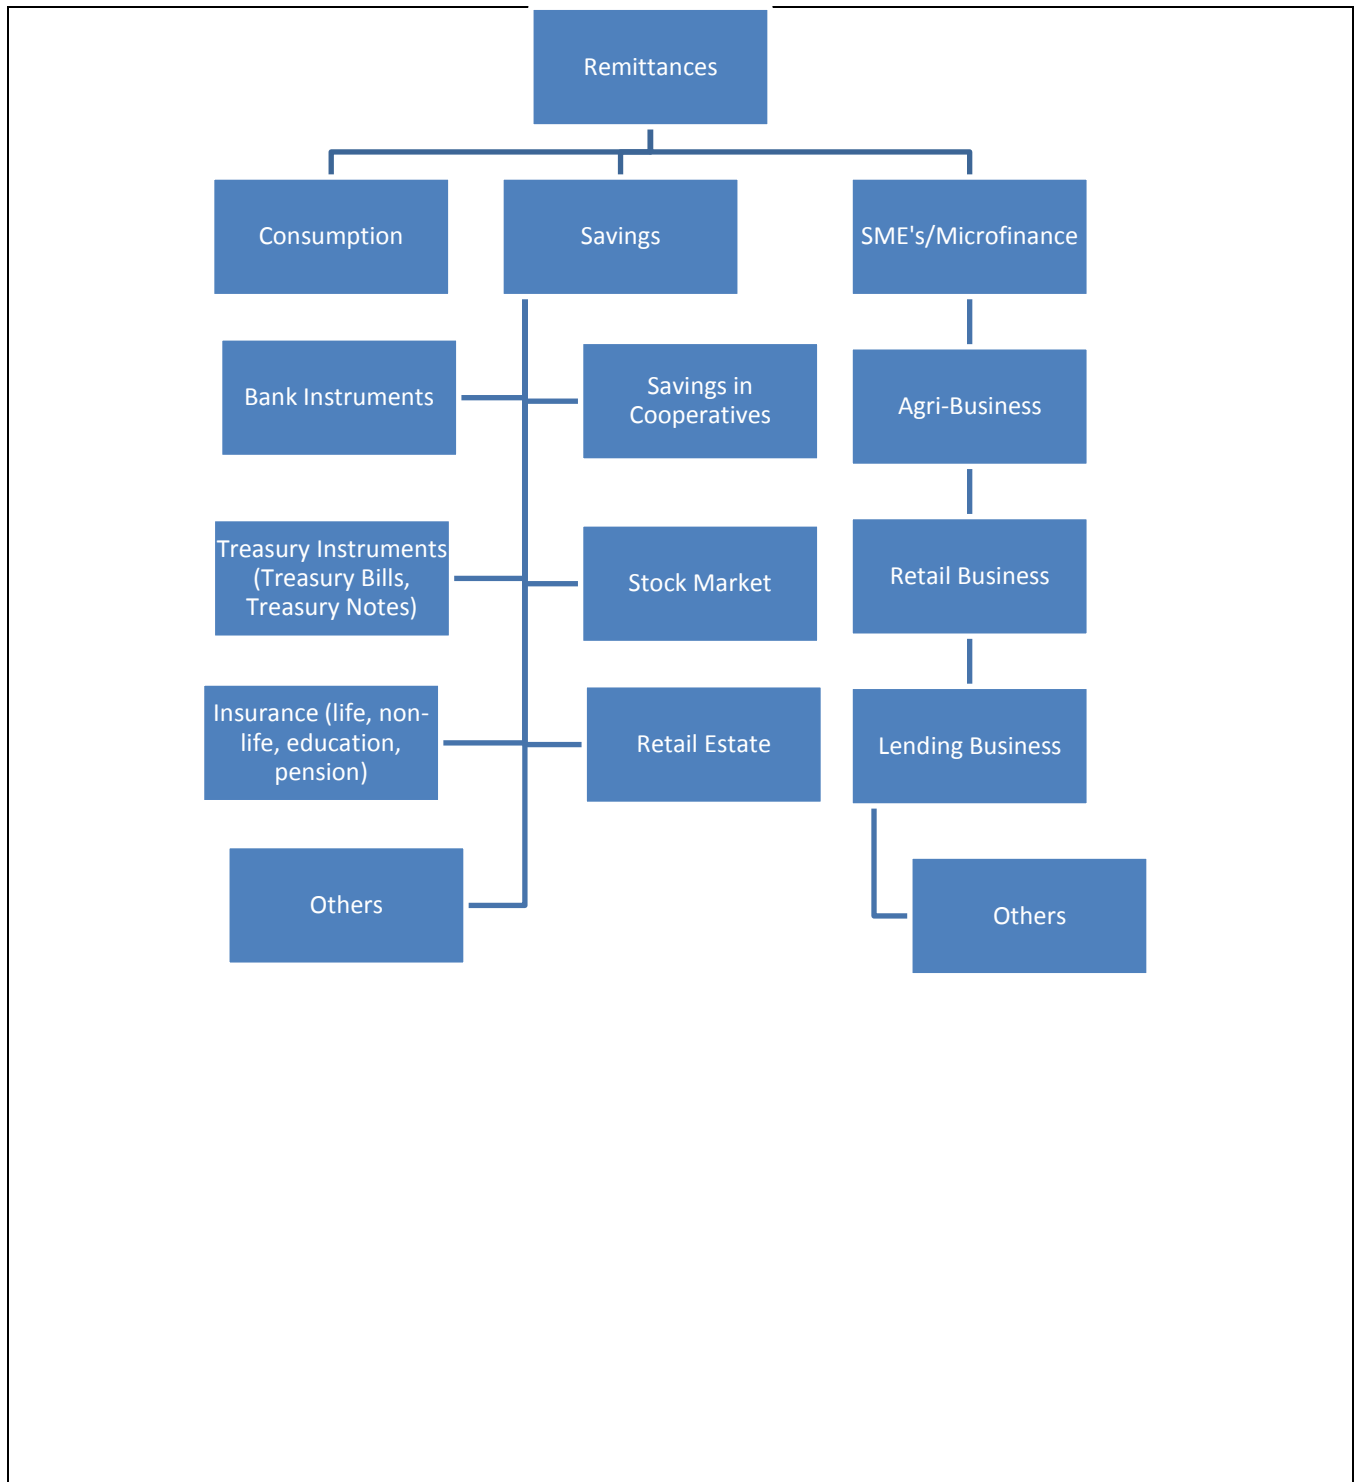 Remittances
Consumption
Savings
SME's/Microfinance
Bank Instruments
Savings in
Cooperatives
Agri-Business
Treasury Instruments
(Treasury Bills,
Treasury Notes)
Stock Market
Retail Business
Insurance (life, non-
life, education,
pension)
Retail Estate
Lending Business
Others
Others